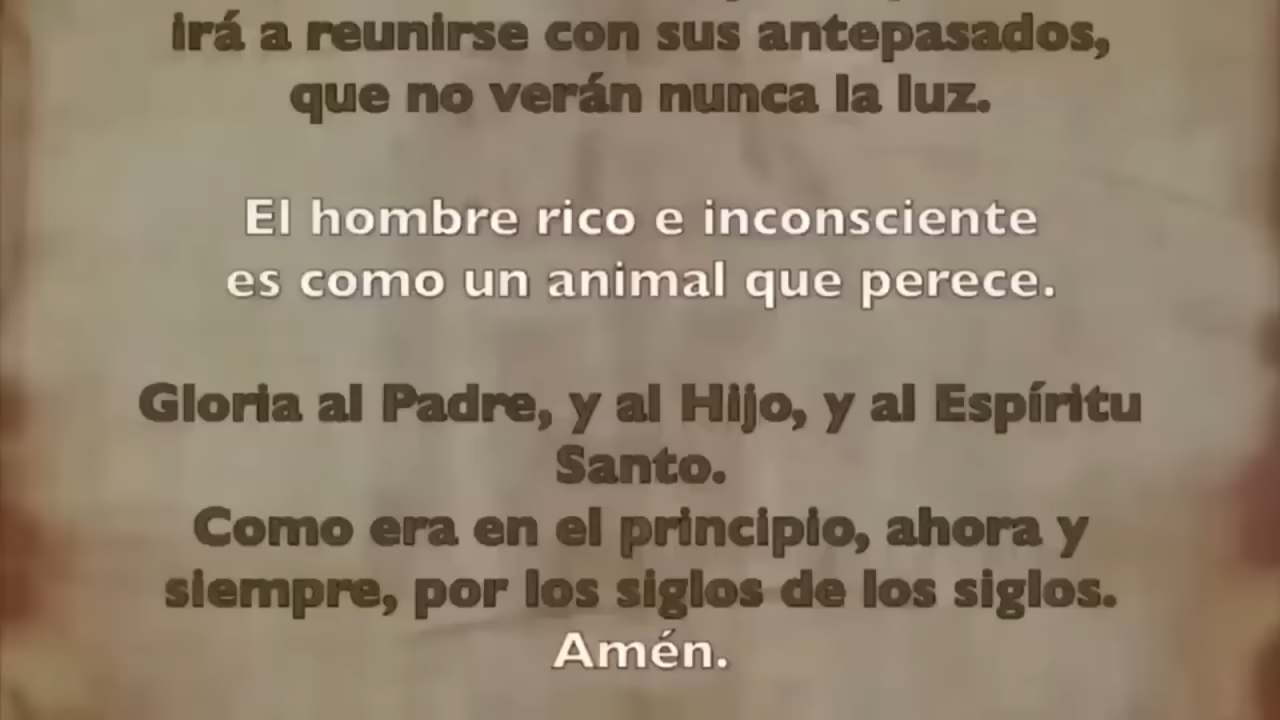 irá a reunirse con sus antepasados,
que no verán nunca la luz.
El hombre rico e inconsciente
es como un animal que perece.
Gloria al Padre, y al Hijo, y al Espíritu
Santo.
Como era en el principio, ahora y
siempre, por los siglos de los siglos.
Amén.